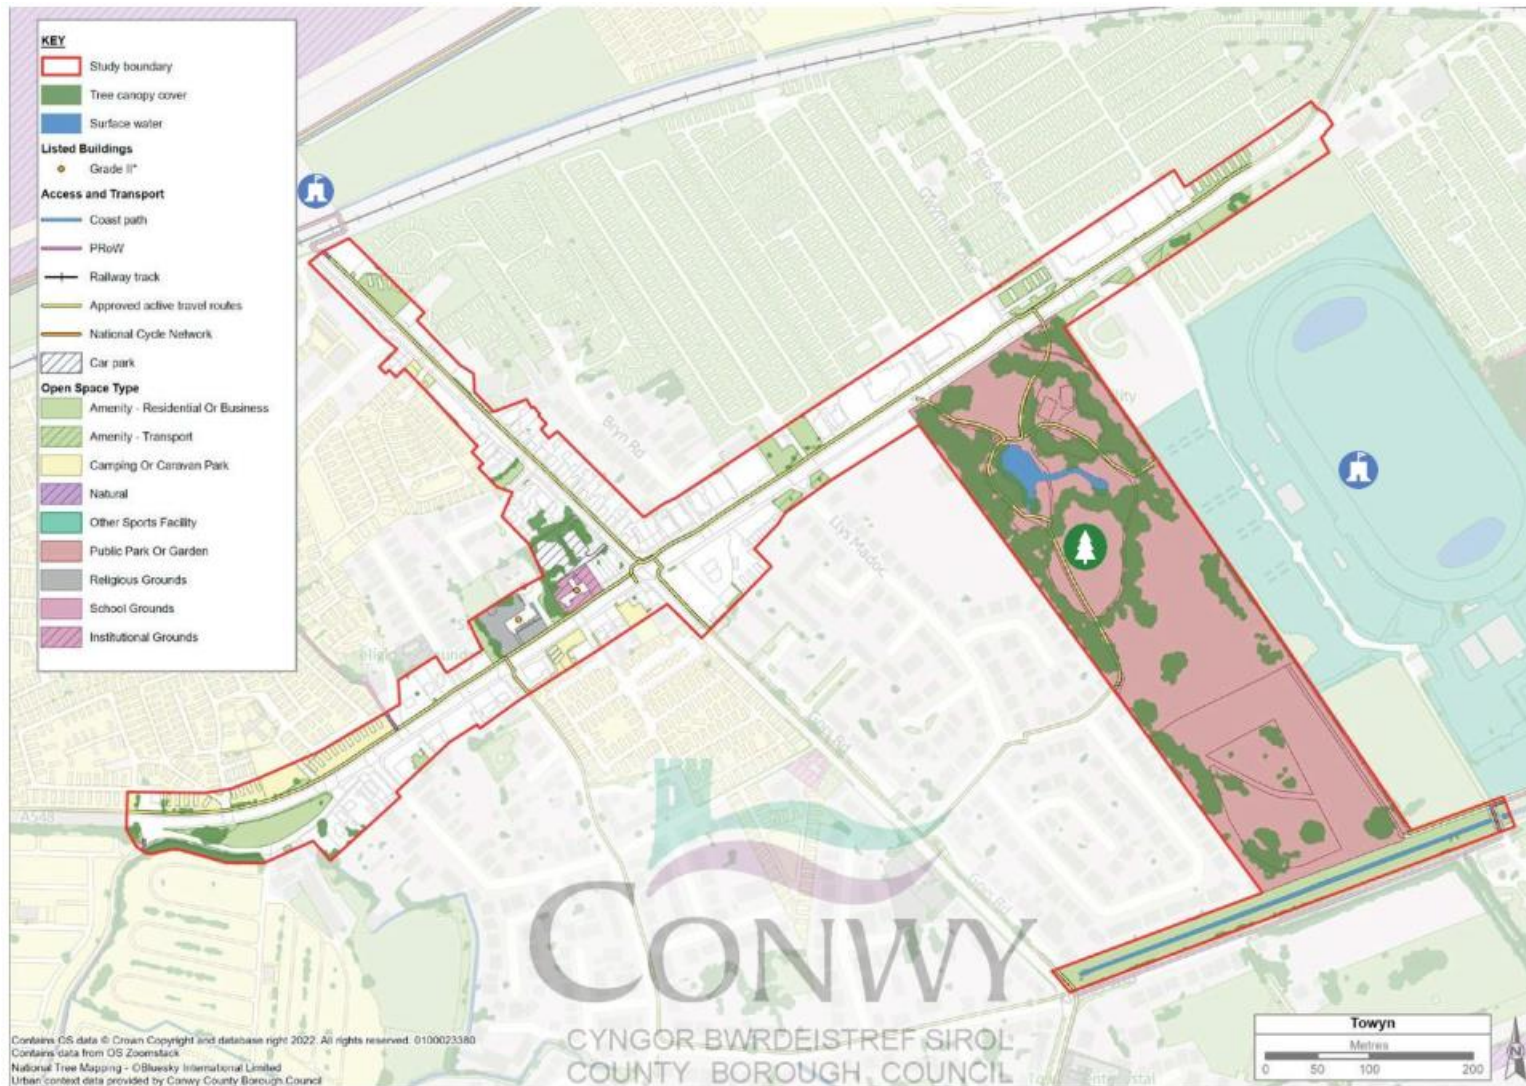 KEY
Study boundary
Tree canopy cover
Surface water
Listed Buildings
Grade II*
Access and Transport
Coast path
PRoW
Railway track
Approved active travel routes
National Cycle Network
Car park
Open Space Type
Amenity - Residential Or Business
Amenity - Transport
Camping Or Caravan Park
Natural
Other Sports Facility
Public Park Or Garden
Religious Grounds
School Grounds
Institutional Grounds
Bryn Rd
Llys Madoc
Gors Rd
Gors Rd
A548
CONWY
CYNGOR BWRDEISTREF SIROL
COUNTY BOROUGH COUNCIL
Contains OS data © Crown Copyright and database right 2022. All rights reserved. 0100023380
Contains data from OS Zoomstack
National Tree Mapping - ©Bluesky International Limited
Urban context data provided by Conwy County Borough Council
Towyn
Metres
0 50 100 200
N